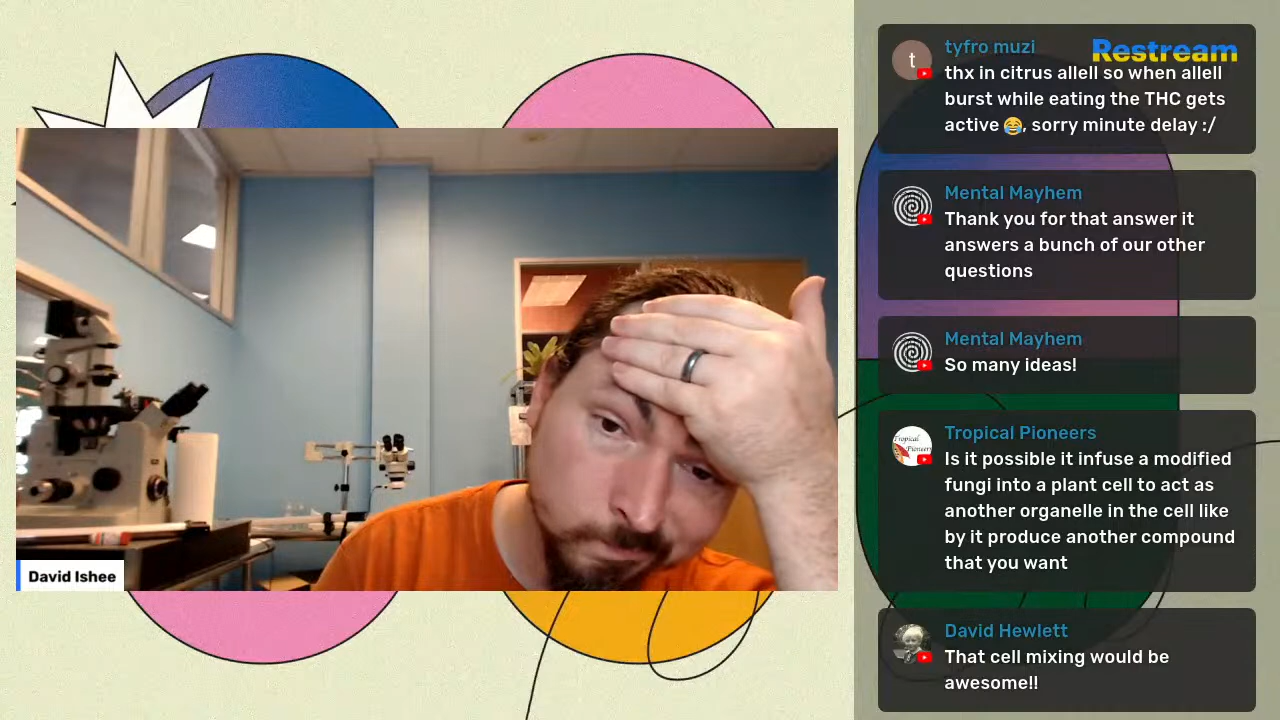 David Ishee
Restream
tyfro muzi
thx in citrus allell so when allell
burst while eating the THC gets
active 😂, sorry minute delay :/
Mental Mayhem
Thank you for that answer it
answers a bunch of our other
questions
Mental Mayhem
So many ideas!
Tropical Pioneers
Is it possible it infuse a modified
fungi into a plant cell to act as
another organelle in the cell like
by it produce another compound
that you want
David Hewlett
That cell mixing would be
awesome!!
t
Tropical
Pioneers